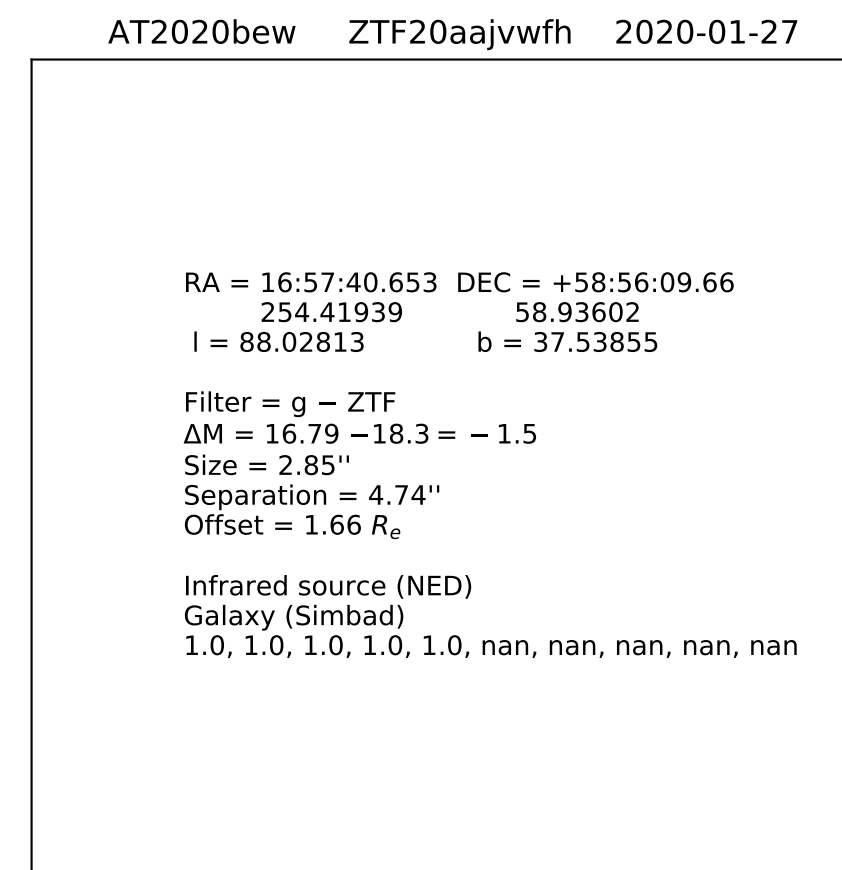 AT2020bew ZTF20aajvwfh 2020-01-27
RA = 16:57:40.653 DEC = +58:56:09.66
254.41939 58.93602
l = 88.02813 b = 37.53855
Filter = g − ZTF
ΔM = 16.79 −18.3 = − 1.5
Size = 2.85''
Separation = 4.74''
Offset = 1.66 Rₑ
Infrared source (NED)
Galaxy (Simbad)
1.0, 1.0, 1.0, 1.0, 1.0, nan, nan, nan, nan, nan